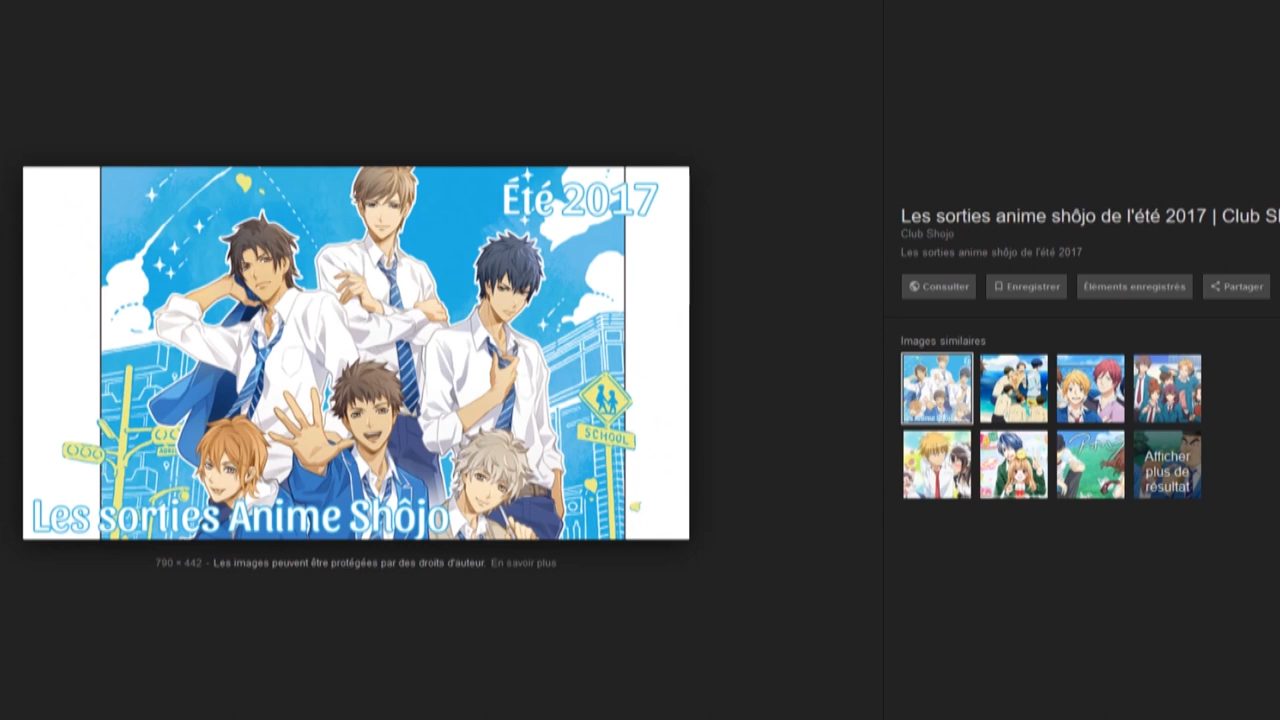 Été 2017
SCHOOL
Les sorties Anime Shôjo
790 × 442 - Les images peuvent être protégées par des droits d'auteur. En savoir plus
Les sorties anime shôjo de l'été 2017 | Club
Club Shojo
Les sorties anime shôjo de l'été 2017
Consulter
Enregistrer
Éléments enregistrés
Partager
Images similaires
Afficher
plus de
résultat